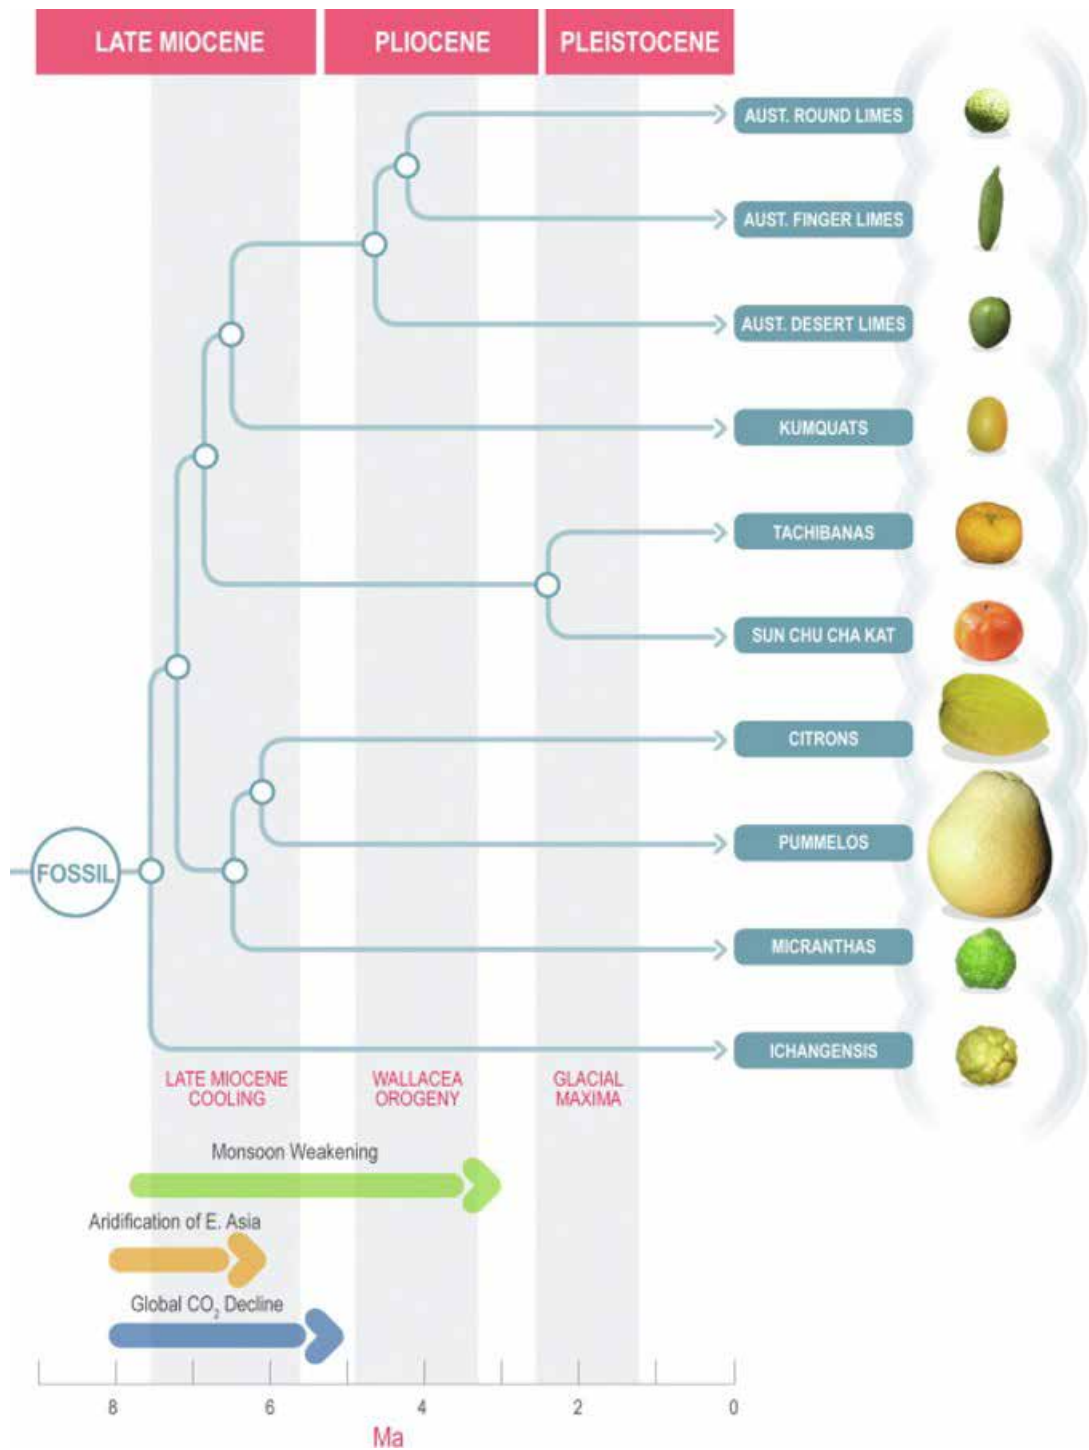 LATE MIOCENE
PLIOCENE
PLEISTOCENE
AUST. ROUND LIMES
AUST. FINGER LIMES
AUST. DESERT LIMES
KUMQUATS
TACHIBANAS
SUN CHU CHA KAT
CITRONS
PUMMELOS
FOSSIL
MICRANTHAS
ICHANGENSIS
LATE MIOCENE
COOLING
WALLACEA
OROGENY
GLACIAL
MAXIMA
Monsoon Weakening
Aridification of E. Asia
Global CO₂ Decline
8 6 4 2 0
Ma